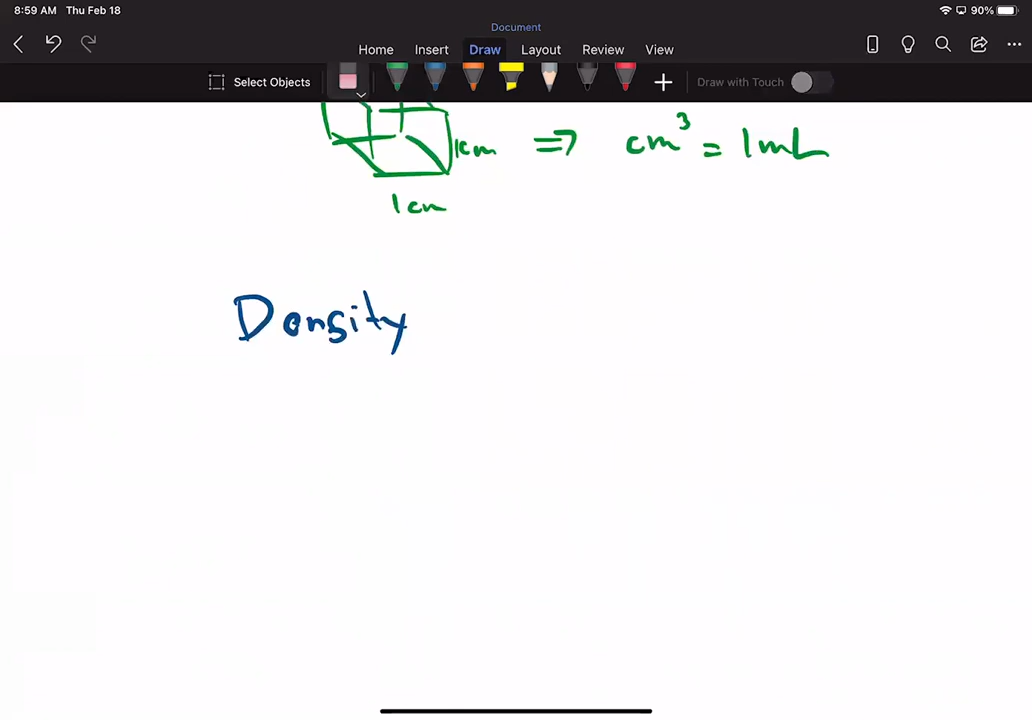 8:59 AM Thu Feb 18
90%
Document
Home Insert Draw Layout Review View
Select Objects
Draw with Touch
1cm ⇒ cm³ = 1mL
1cm
Density